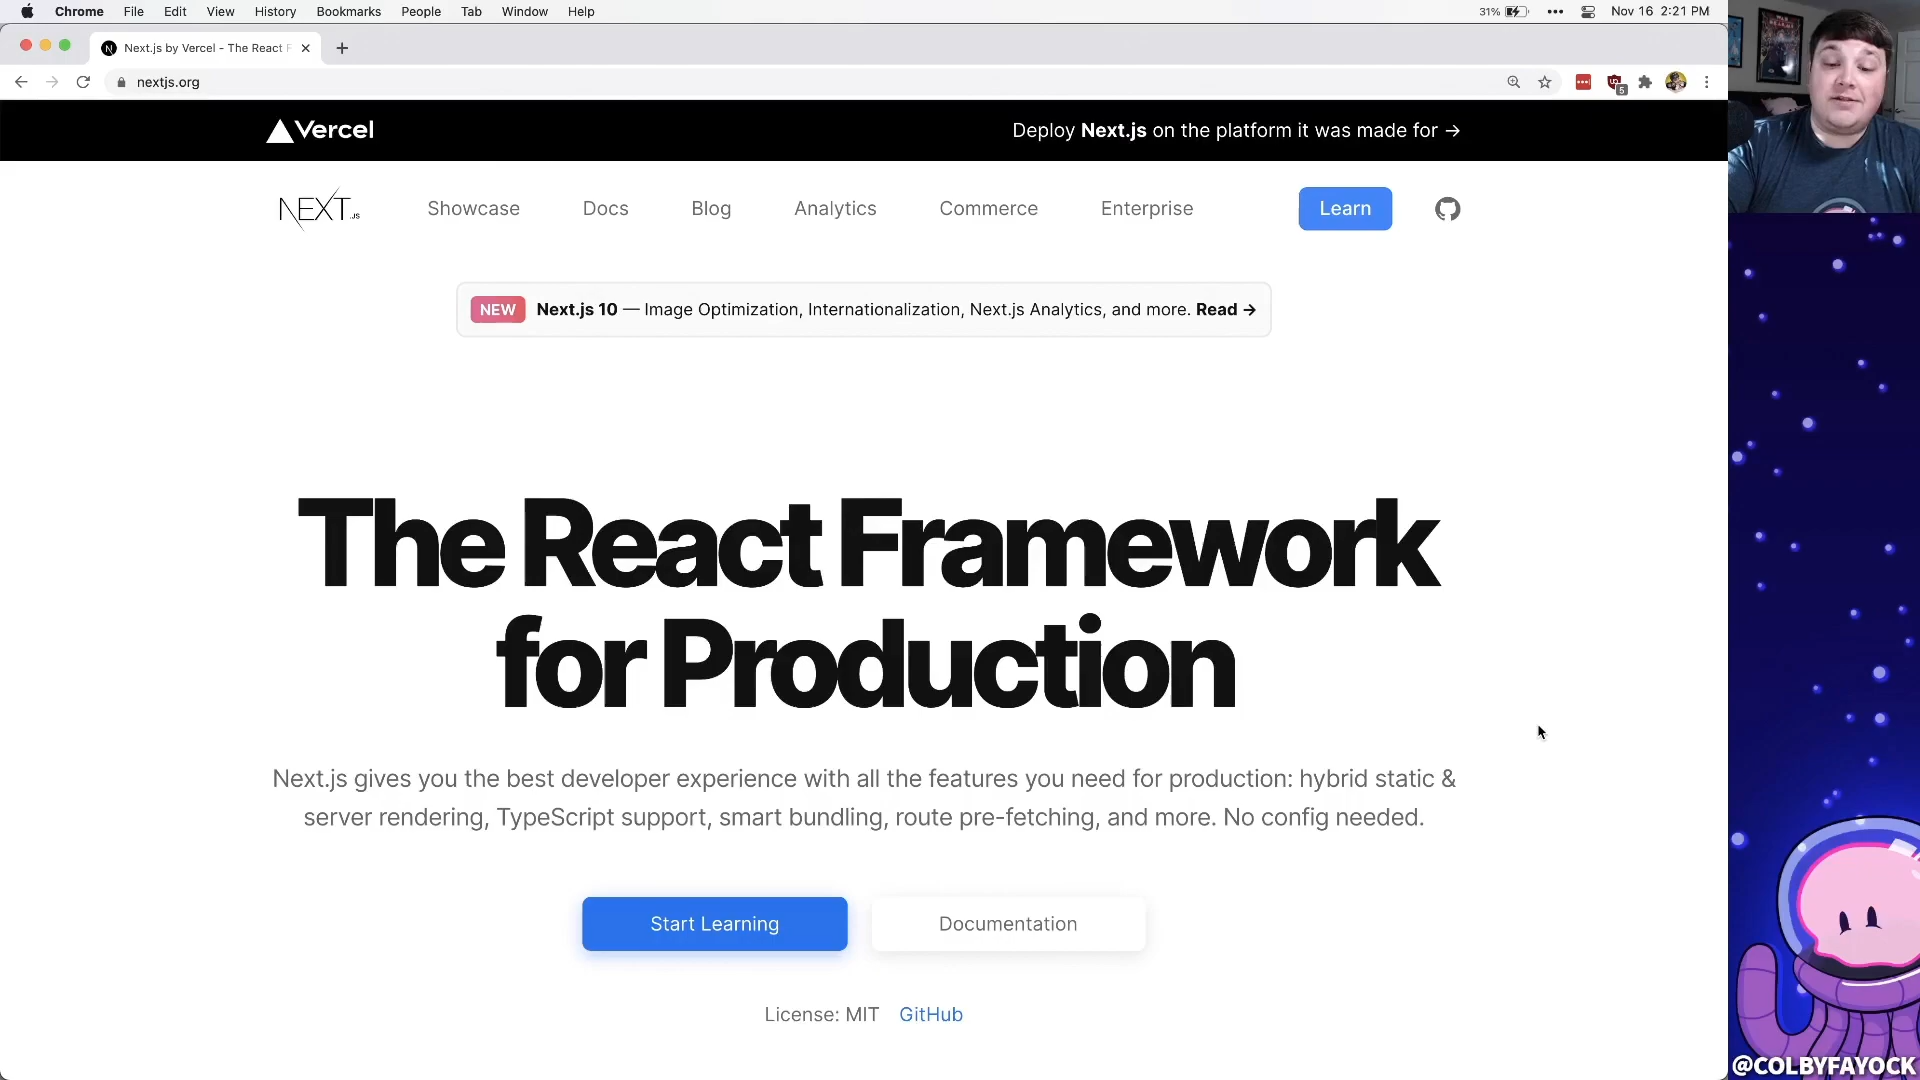 Chrome File Edit View History Bookmarks People Tab Window Help 31% Nov 16 2:21 PM
Next.js by Vercel - The React F
nextjs.org
5
Vercel Deploy Next.js on the platform it was made for →
NEXT.JS Showcase Docs Blog Analytics Commerce Enterprise Learn
NEW Next.js 10 — Image Optimization, Internationalization, Next.js Analytics, and more. Read →
The React Framework
for Production
Next.js gives you the best developer experience with all the features you need for production: hybrid static &
server rendering, TypeScript support, smart bundling, route pre-fetching, and more. No config needed.
Start Learning Documentation
License: MIT GitHub
@COLBYFAYOCK